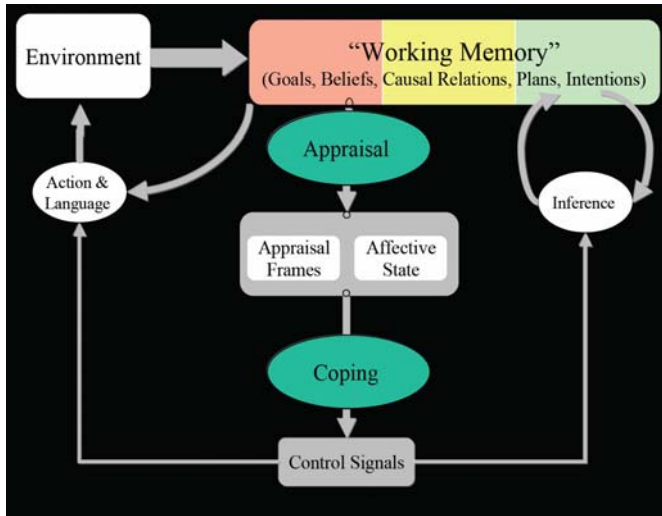 Environment
“Working Memory”
(Goals, Beliefs, Causal Relations, Plans, Intentions)
Appraisal
Action &
Language
Inference
Appraisal
Frames
Affective
State
Coping
Control Signals